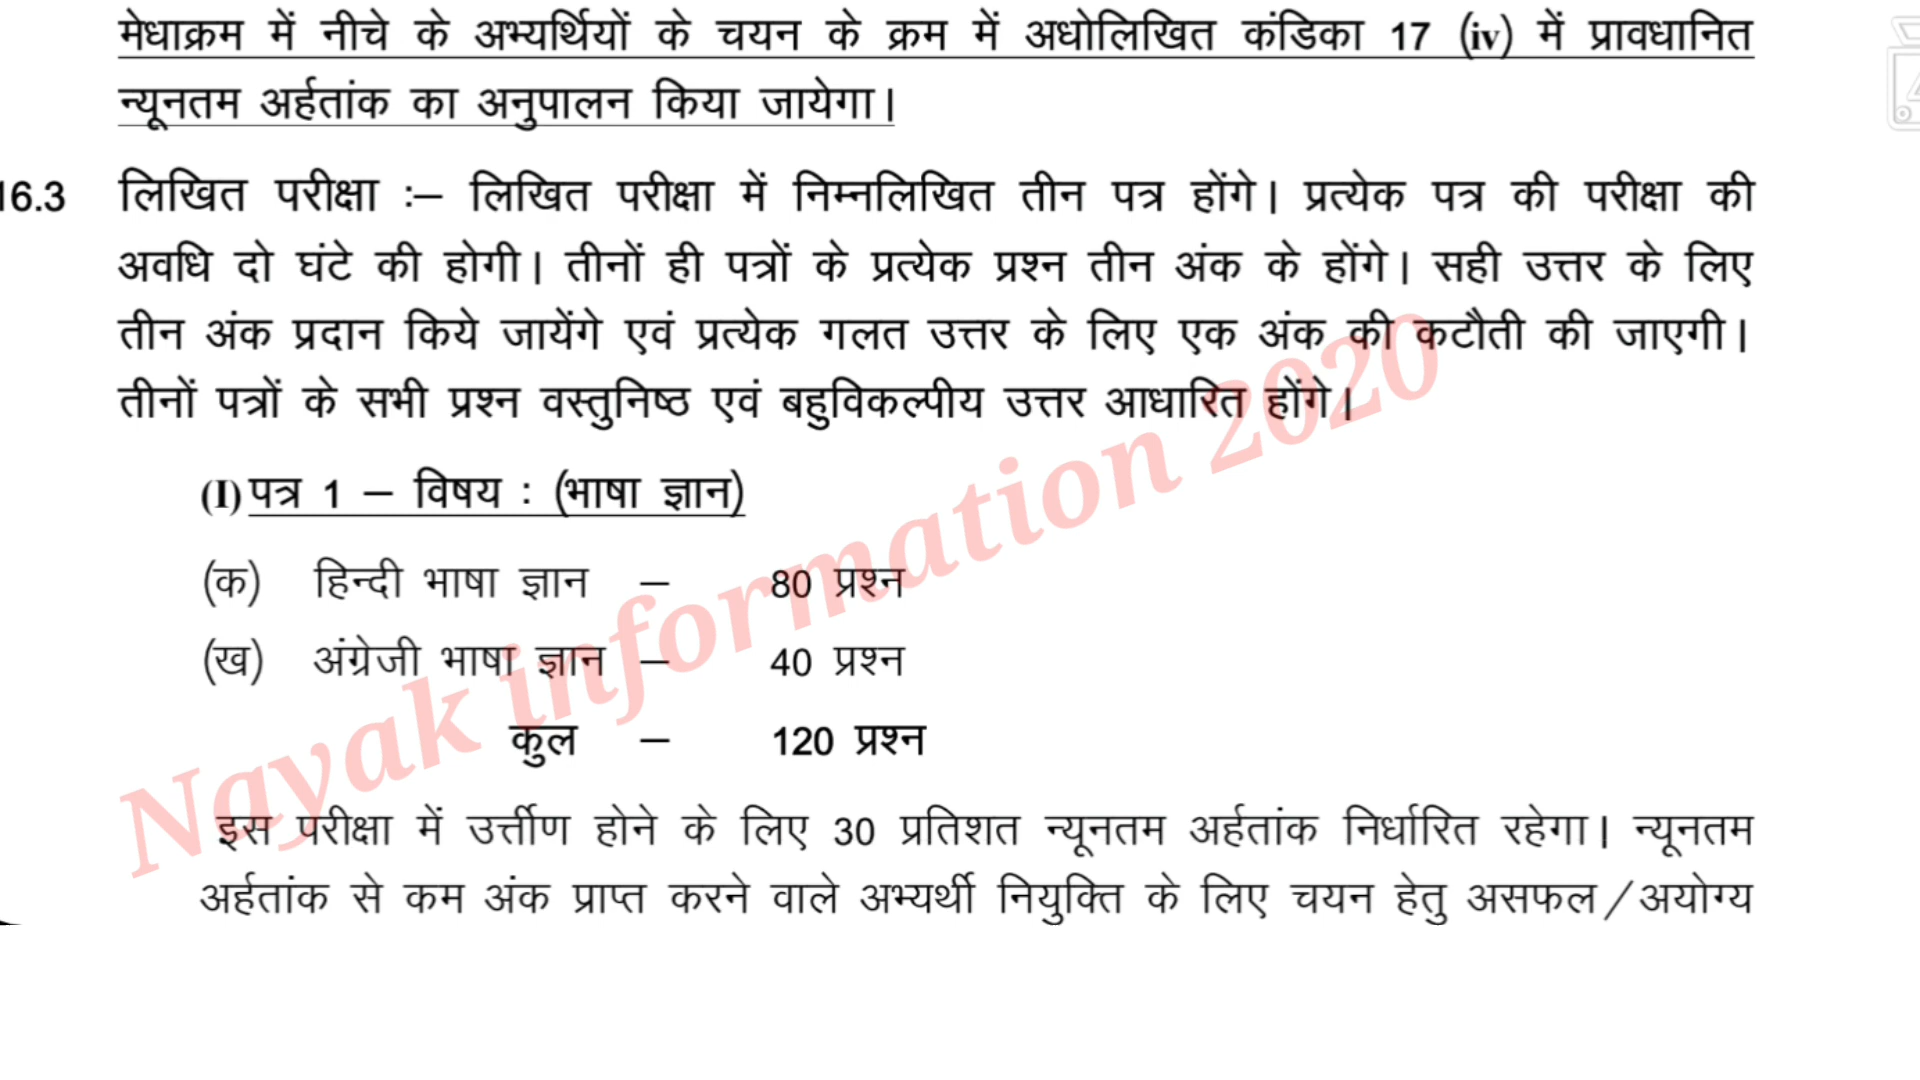 मेधाक्रम में नीचे के अभ्यर्थियों के चयन के क्रम में अधोलिखित कंडिका 17 (iv) में प्रावधानित
न्यूनतम अर्हतांक का अनुपालन किया जायेगा।
16.3 लिखित परीक्षा :– लिखित परीक्षा में निम्नलिखित तीन पत्र होंगे। प्रत्येक पत्र की परीक्षा की
अवधि दो घंटे की होगी। तीनों ही पत्रों के प्रत्येक प्रश्न तीन अंक के होंगे। सही उत्तर के लिए
तीन अंक प्रदान किये जायेंगे एवं प्रत्येक गलत उत्तर के लिए एक अंक की कटौती की जाएगी।
तीनों पत्रों के सभी प्रश्न वस्तुनिष्ठ एवं बहुविकल्पीय उत्तर आधारित होंगे।
(I) पत्र 1 – विषय : (भाषा ज्ञान)
(क) हिन्दी भाषा ज्ञान – 80 प्रश्न
(ख) अंग्रेजी भाषा ज्ञान – 40 प्रश्न
कुल – 120 प्रश्न
इस परीक्षा में उर्त्तीण होने के लिए 30 प्रतिशत न्यूनतम अर्हतांक निर्धारित रहेगा। न्यूनतम
अर्हतांक से कम अंक प्राप्त करने वाले अभ्यर्थी नियुक्ति के लिए चयन हेतु असफल/अयोग्य
Nayak information 2020